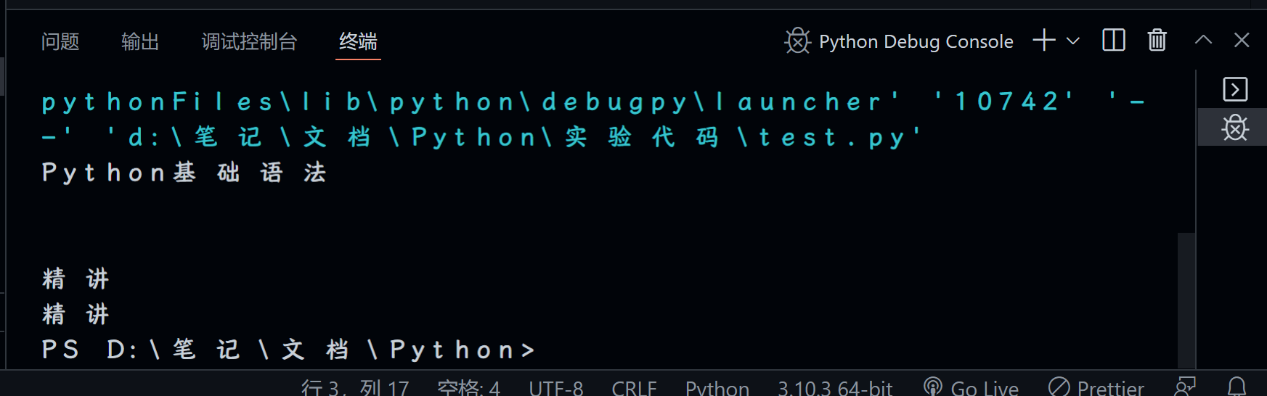 问题 输出 调试控制台 终端 Python Debug Console
pythonFiles\lib\python\debugpy\launcher' '10742' '-
-' 'd:\笔记\文档\Python\实验代码\test.py'
Python基础语法
精讲
精讲
PS D:\笔记\文档\Python>
行 3, 列 17 空格: 4 UTF-8 CRLF Python 3.10.3 64-bit Go Live Prettier